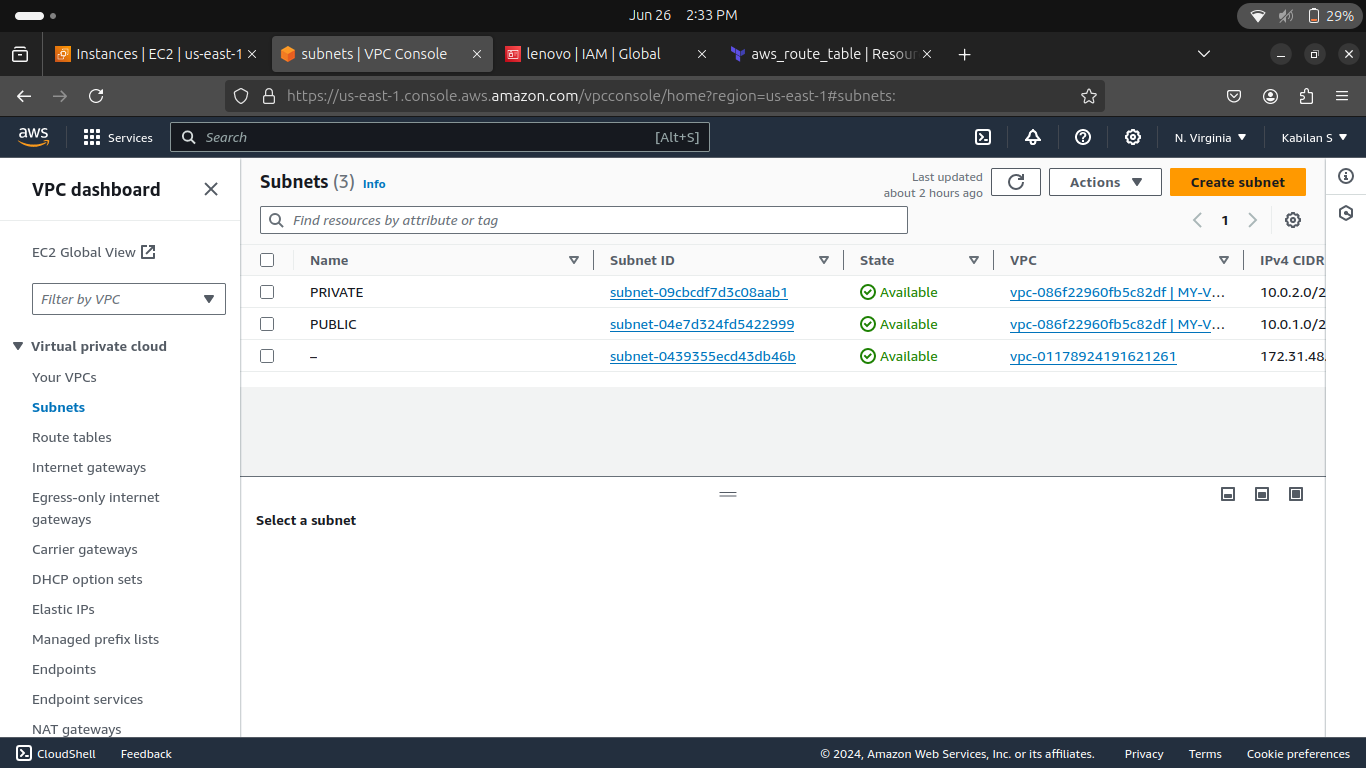 Jun 26 2:33 PM
29%
Instances | EC2 | us-east-1
subnets | VPC Console
lenovo | IAM | Global
aws_route_table | Resour
https://us-east-1.console.aws.amazon.com/vpcconsole/home?region=us-east-1#subnets:
aws
Services
Search
[Alt+S]
N. Virginia
Kabilan S
VPC dashboard
EC2 Global View
Filter by VPC
Virtual private cloud
Your VPCs
Subnets
Route tables
Internet gateways
Egress-only internet
gateways
Carrier gateways
DHCP option sets
Elastic IPs
Managed prefix lists
Endpoints
Endpoint services
NAT gateways
Subnets (3) Info
Last updated
about 2 hours ago
Actions
Create subnet
Find resources by attribute or tag
1
Name Subnet ID State VPC IPv4 CIDR
PRIVATE subnet-09cbcdf7d3c08aab1 Available vpc-086f22960fb5c82df | MY-V... 10.0.2.0/2
PUBLIC subnet-04e7d324fd5422999 Available vpc-086f22960fb5c82df | MY-V... 10.0.1.0/2
– subnet-0439355ecd43db46b Available vpc-01178924191621261 172.31.48.
Select a subnet
CloudShell Feedback © 2024, Amazon Web Services, Inc. or its affiliates. Privacy Terms Cookie preferences